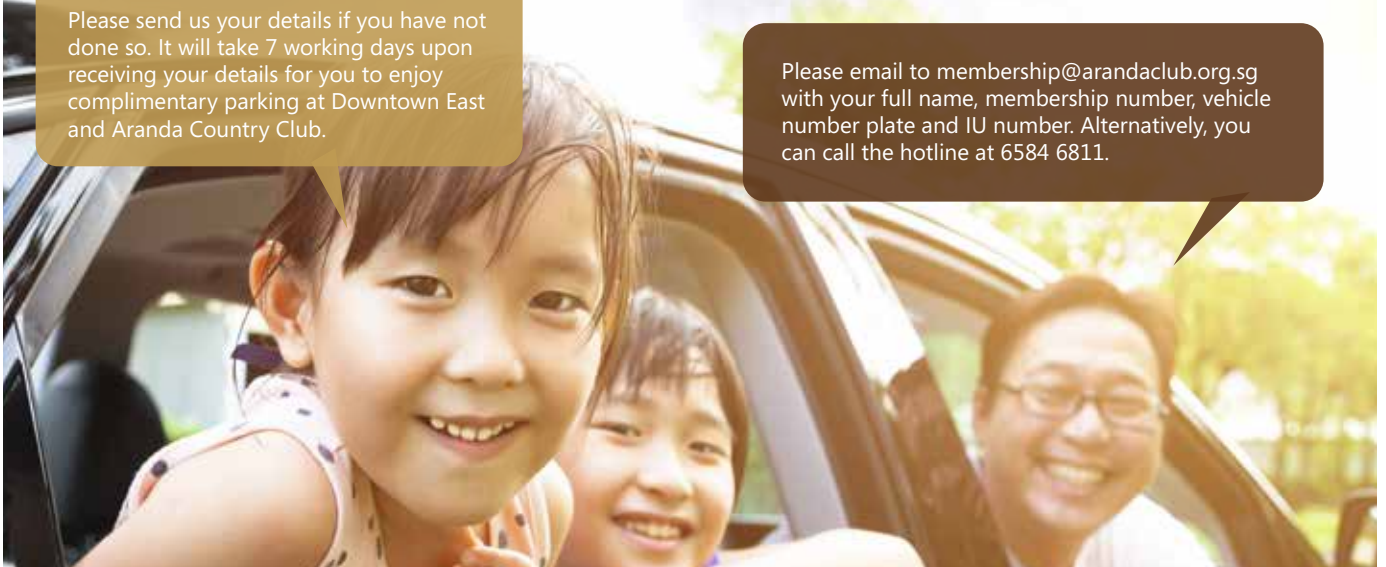 Please send us your details if you have not
done so. It will take 7 working days upon
receiving your details for you to enjoy
complimentary parking at Downtown East
and Aranda Country Club.
Please email to membership@arandaclub.org.sg
with your full name, membership number, vehicle
number plate and IU number. Alternatively, you
can call the hotline at 6584 6811.